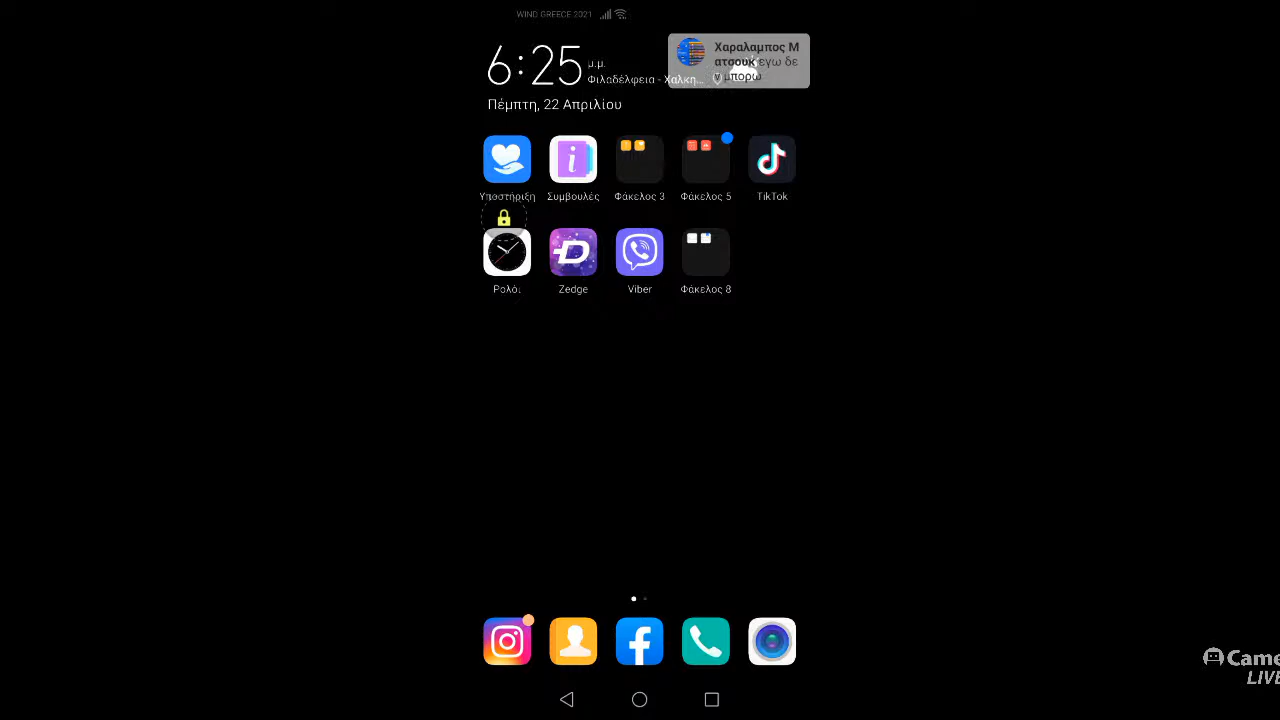 WIND GREECE 2021
6:25 μ.μ.
Φιλαδέλφεια - Χαλκη...
Πέμπτη, 22 Απριλίου
Χαραλαμπος Μ
ατσουκ εγω δε
ν μπορω
Υποστήριξη
Συμβουλές
Φάκελος 3
Φάκελος 5
TikTok
Ρολόι
Zedge
Viber
Φάκελος 8
Came
LIVE